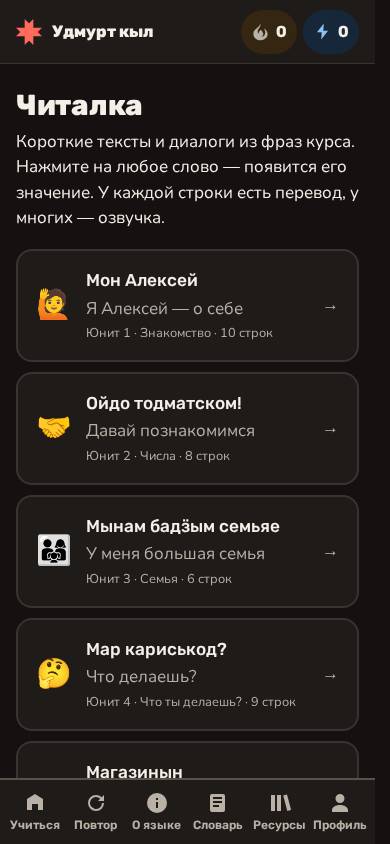 Удмурт кыл
0
0
Читалка
Короткие тексты и диалоги из фраз курса.
Нажмите на любое слово — появится его
значение. У каждой строки есть перевод, у
многих — озвучка.
Мон Алексей
Я Алексей — о себе
→
Юнит 1 · Знакомство · 10 строк
Ойдо тодматском!
Давай познакомимся
→
Юнит 2 · Числа · 8 строк
Мынам бадӟым семьяе
У меня большая семья
→
Юнит 3 · Семья · 6 строк
Мар кариськод?
Что делаешь?
→
Юнит 4 · Что ты делаешь? · 9 строк
Магазинын
Учиться
Повтор
О языке
Словарь
Ресурсы
Профиль